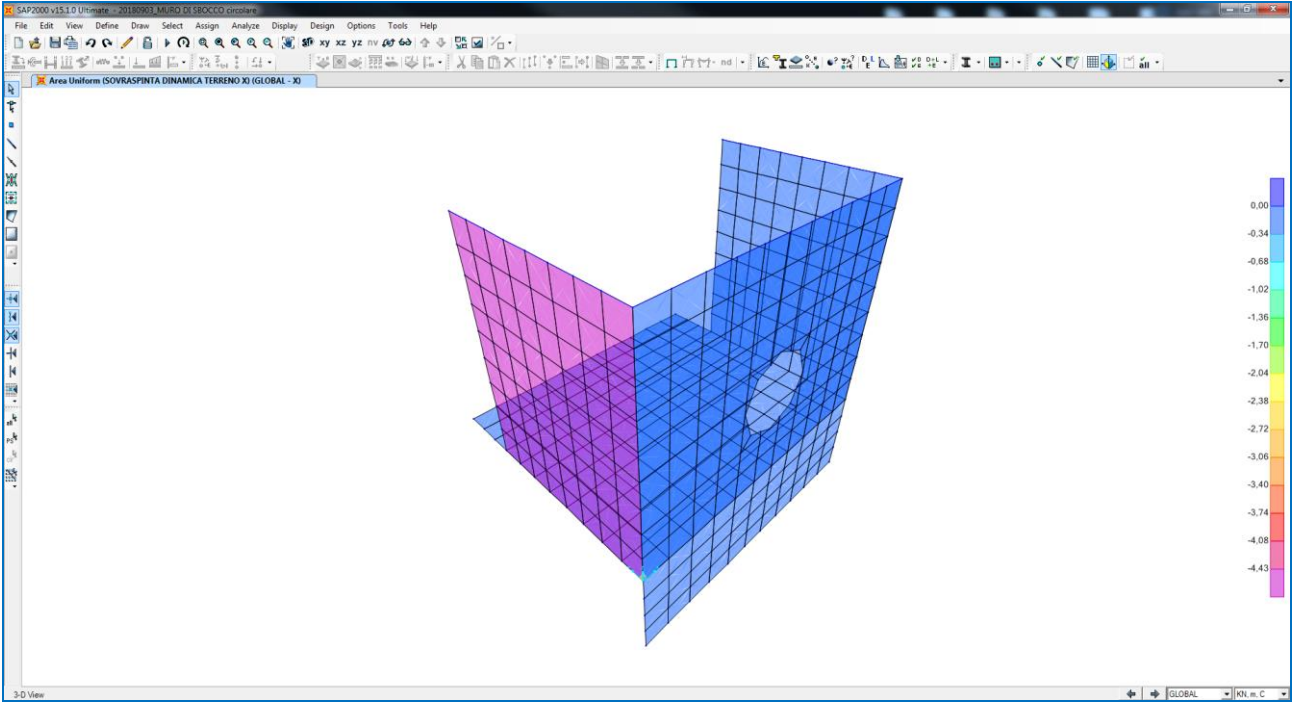 SAP2000 v15.1.0 Ultimate - 20180903_MURO DI SBOCCO circolare
File Edit View Define Draw Select Assign Analyze Display Design Options Tools Help
xy xz yz nv
nd
all
Area Uniform (SOVRASPINTA DINAMICA TERRENO X) (GLOBAL - X)
0,00
-0,34
-0,68
-1,02
-1,36
-1,70
-2,04
-2,38
-2,72
-3,06
-3,40
-3,74
-4,08
-4,43
3-D View
GLOBAL
KN, m, C